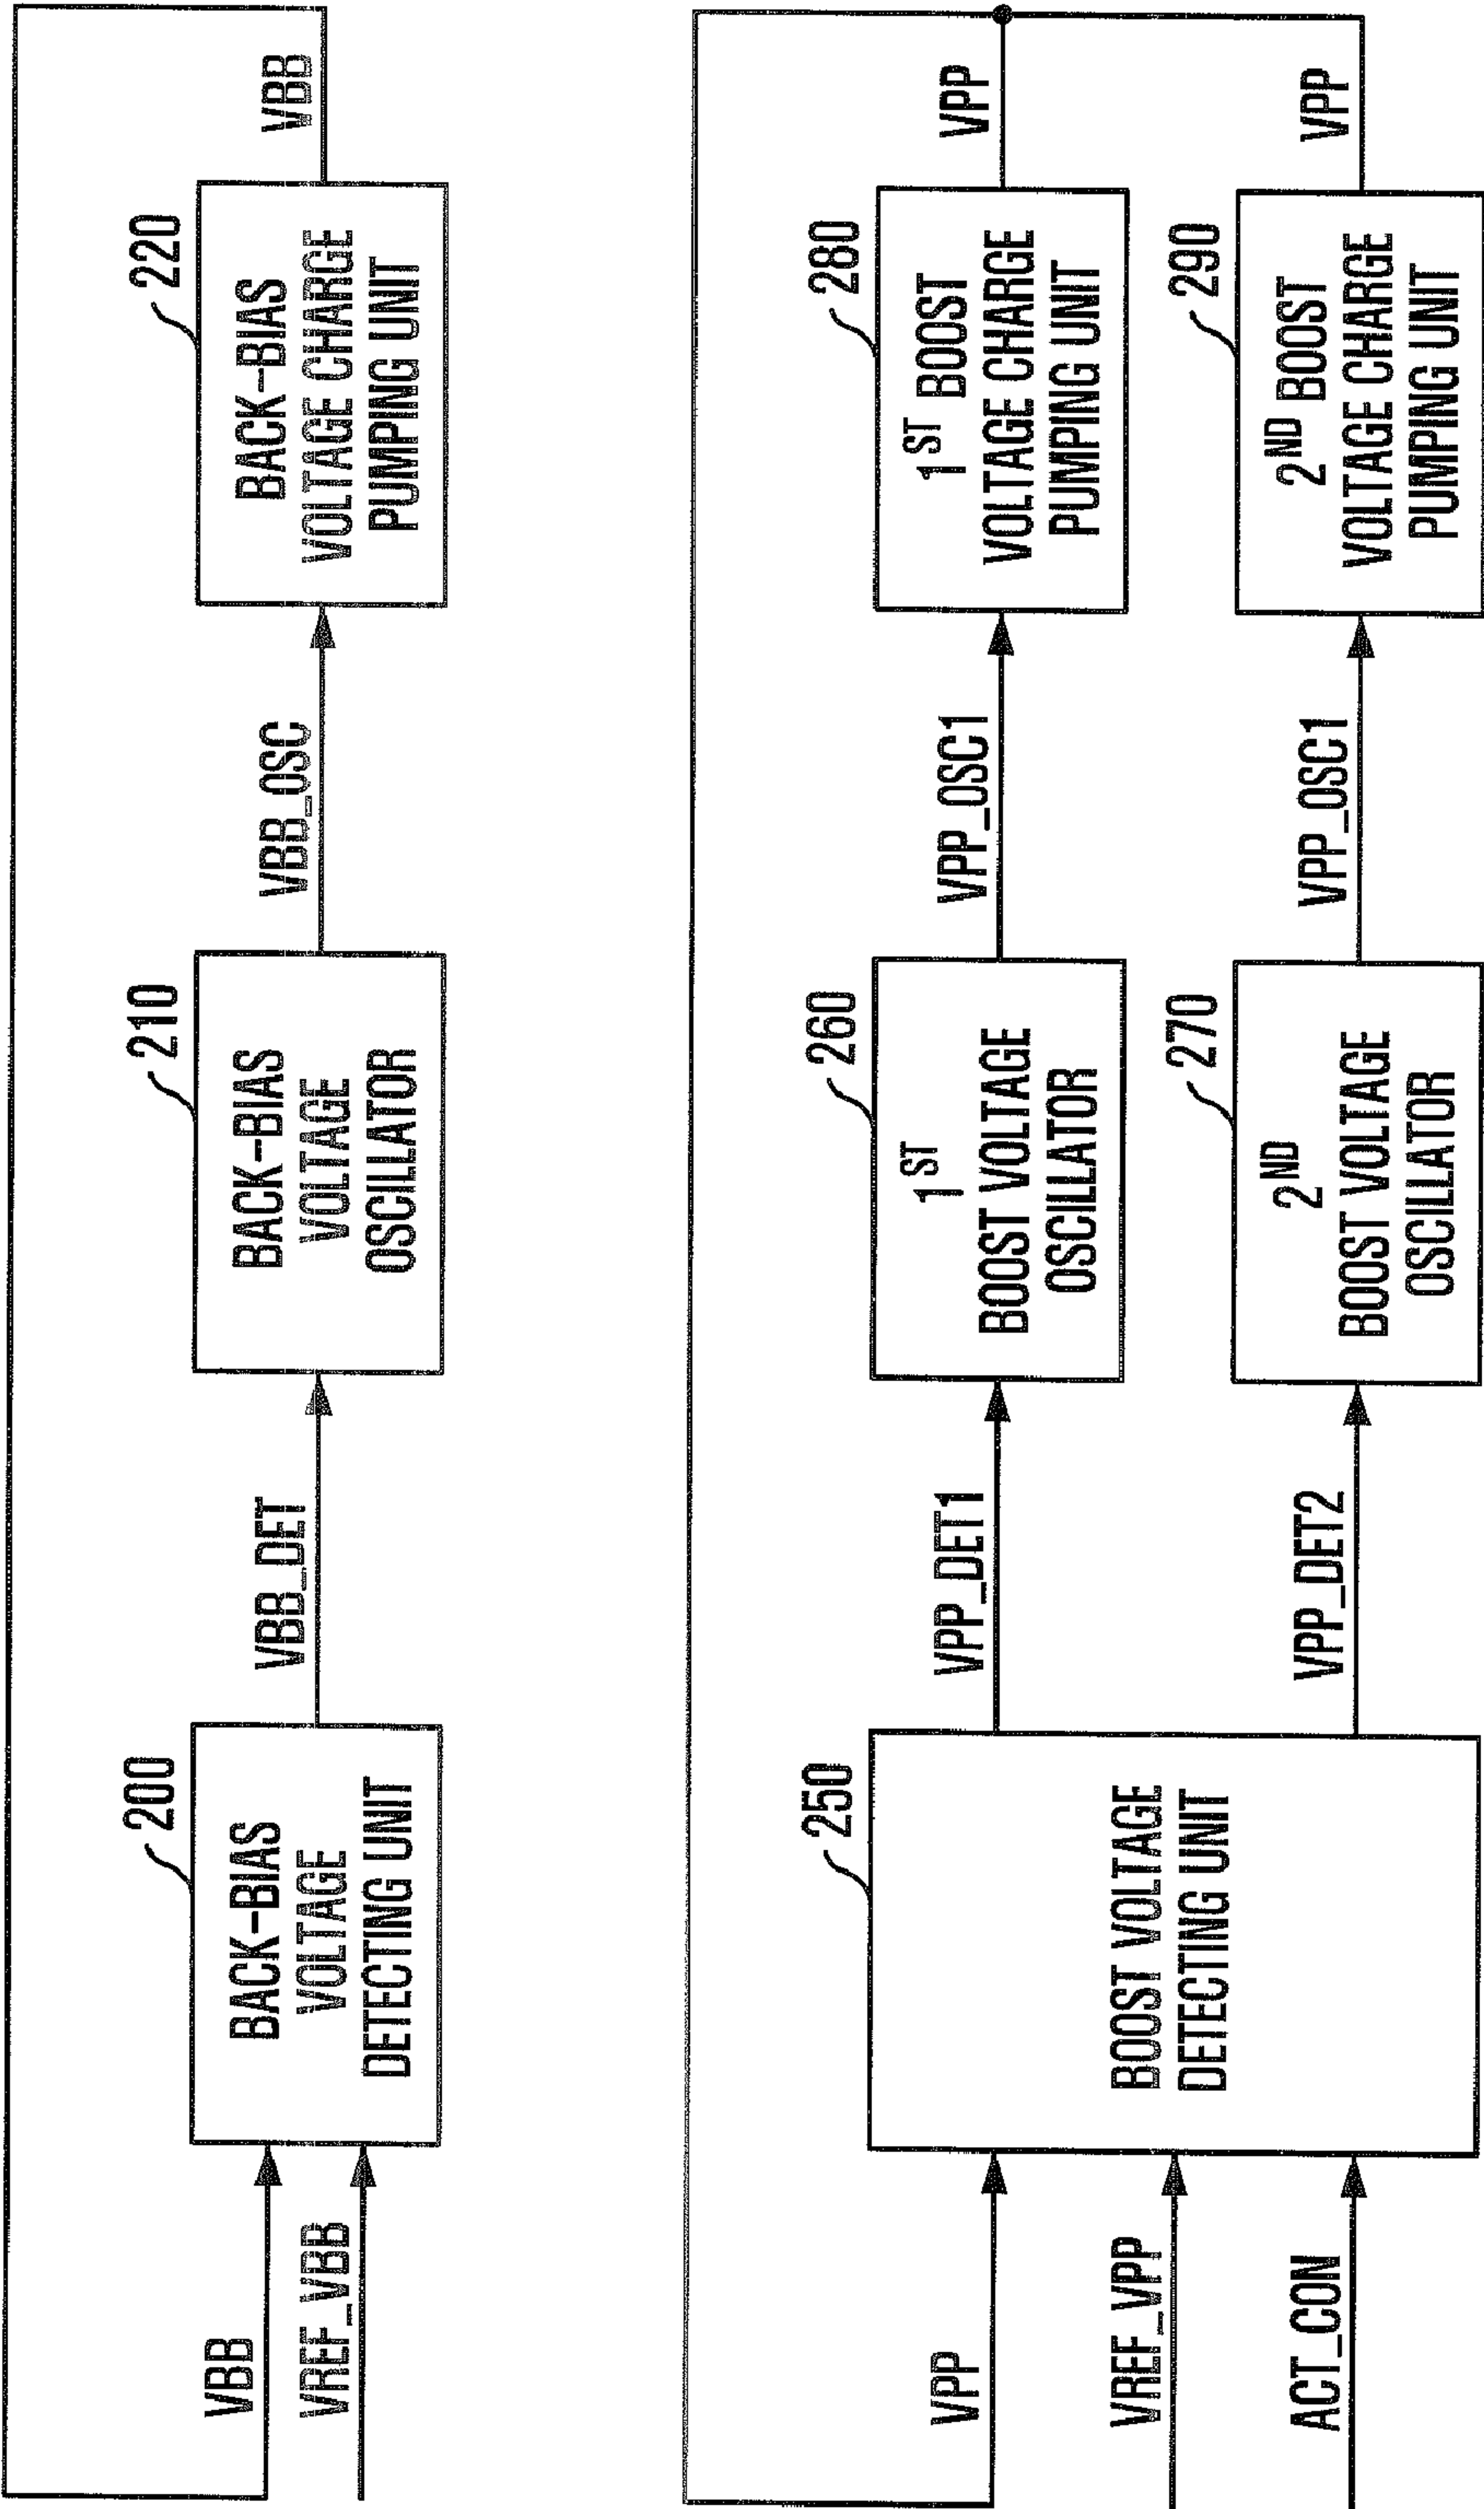 VBB
VREF_VBB
200
BACK-BIAS
VOLTAGE
DETECTING UNIT
VBB_DET
210
BACK-BIAS
VOLTAGE
OSCILLATOR
VBB_OSC
220
BACK-BIAS
VOLTAGE CHARGE
PUMPING UNIT
VBB
VPP
VREF_VPP
ACT_CON
250
BOOST VOLTAGE
DETECTING UNIT
VPP_DET1
260
1ST
BOOST VOLTAGE
OSCILLATOR
VPP_OSC1
280
1ST BOOST
VOLTAGE CHARGE
PUMPING UNIT
VPP
VPP_DET2
270
2ND
BOOST VOLTAGE
OSCILLATOR
VPP_OSC1
290
2ND BOOST
VOLTAGE CHARGE
PUMPING UNIT
VPP